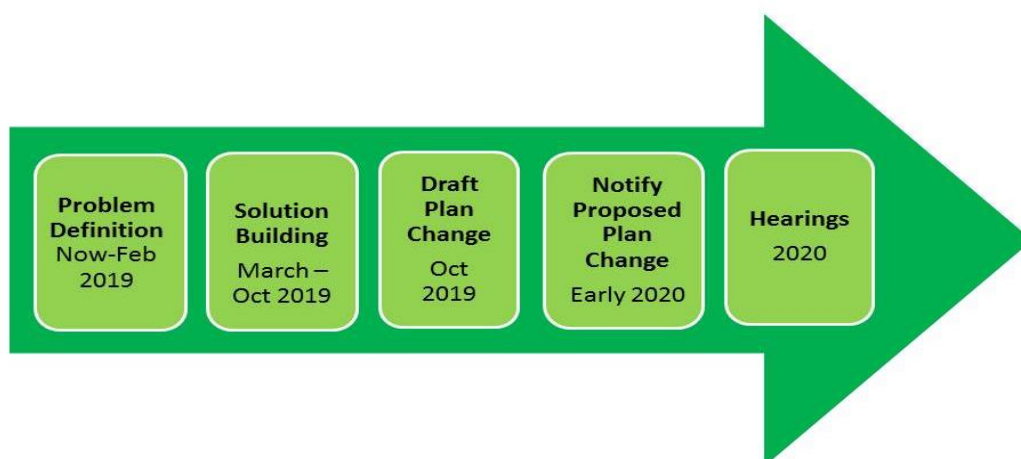 Problem
Definition
Now-Feb
2019
Solution
Building
March –
Oct 2019
Draft
Plan
Change
Oct
2019
Notify
Proposed
Plan
Change
Early 2020
Hearings
2020